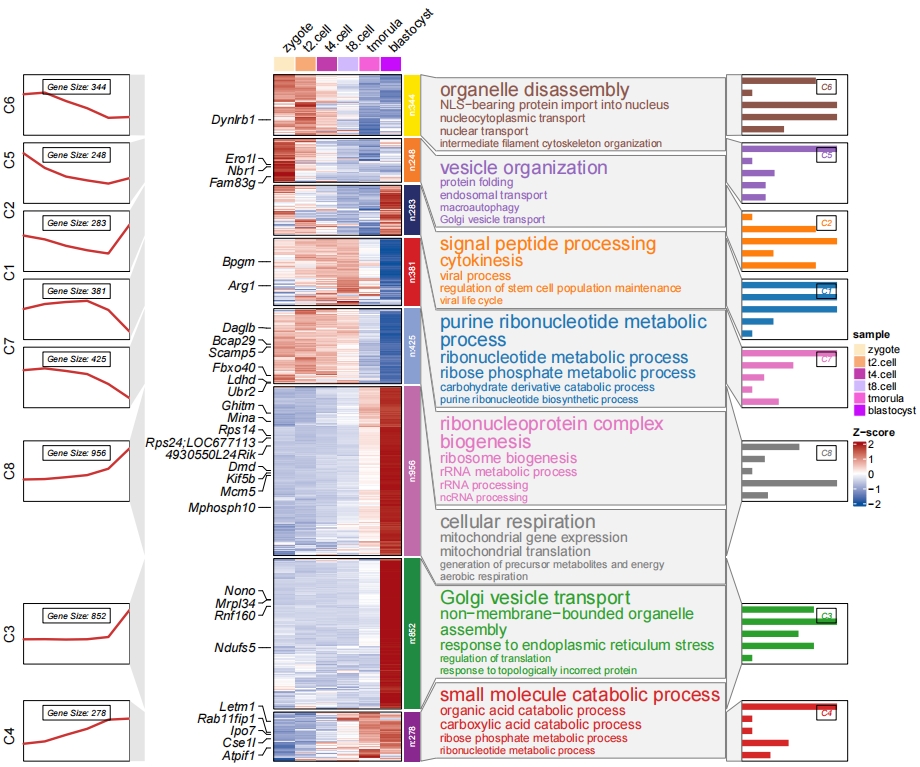 zygote
t2.cell
t4.cell
t8.cell
tmorula
blastocyst
C6
Gene Size: 344
C5
Gene Size: 248
C2
Gene Size: 283
C1
Gene Size: 381
C7
Gene Size: 425
C8
Gene Size: 956
C3
Gene Size: 852
C4
Gene Size: 278
Dynlrb1
Ero1l
Nbr1
Fam83g
Bpgm
Arg1
Daglb
Bcap29
Scamp5
Fbxo40
Ldhd
Ubr2
Ghitm
Mina
Rps14
Rps24;LOC677113
4930550L24Rik
Dmd
Kif5b
Mcm5
Mphosph10
Nono
Mrpl34
Rnf160
Ndufs5
Letm1
Rab11fip1
Ipo7
Cse1l
Atpif1
n:344
n:248
n:283
n:381
n:425
n:956
n:852
n:278
organelle disassembly
NLS-bearing protein import into nucleus
nucleocytoplasmic transport
nuclear transport
intermediate filament cytoskeleton organization
vesicle organization
protein folding
endosomal transport
macroautophagy
Golgi vesicle transport
signal peptide processing
cytokinesis
viral process
regulation of stem cell population maintenance
viral life cycle
purine ribonucleotide metabolic
process
ribonucleotide metabolic process
ribose phosphate metabolic process
carbohydrate derivative catabolic process
purine ribonucleotide biosynthetic process
ribonucleoprotein complex
biogenesis
ribosome biogenesis
rRNA metabolic process
rRNA processing
ncRNA processing
cellular respiration
mitochondrial gene expression
mitochondrial translation
generation of precursor metabolites and energy
aerobic respiration
Golgi vesicle transport
non-membrane-bounded organelle
assembly
response to endoplasmic reticulum stress
regulation of translation
response to topologically incorrect protein
small molecule catabolic process
organic acid catabolic process
carboxylic acid catabolic process
ribose phosphate metabolic process
ribonucleotide metabolic process
C6
C5
C2
C1
C7
C8
C3
C4
sample
zygote
t2.cell
t4.cell
t8.cell
tmorula
blastocyst
Z-score
2
1
0
-1
-2